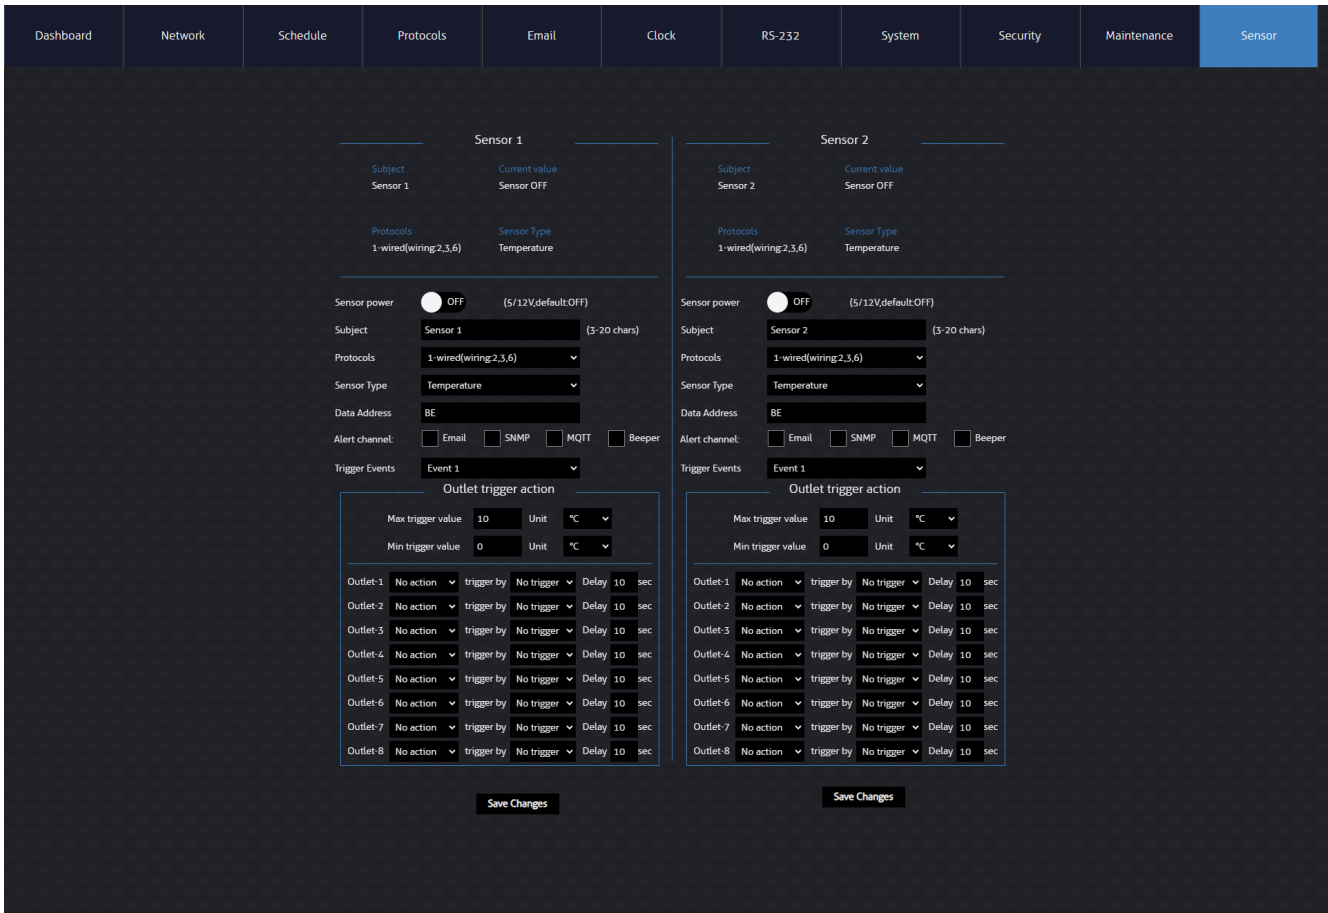 Dashboard Network Schedule Protocols Email Clock RS-232 System Security Maintenance Sensor
Sensor 1
Subject Current value
Sensor 1 Sensor OFF
Protocols Sensor Type
1-wired(wiring:2,3,6) Temperature
Sensor power OFF (5/12V,default:OFF)
Subject Sensor 1 (3-20 chars)
Protocols 1-wired(wiring:2,3,6)
Sensor Type Temperature
Data Address BE
Alert channel: Email SNMP MQTT Beeper
Trigger Events Event 1
Outlet trigger action
Max trigger value 10 Unit °C
Min trigger value 0 Unit °C
Outlet-1 No action trigger by No trigger Delay 10 sec
Outlet-2 No action trigger by No trigger Delay 10 sec
Outlet-3 No action trigger by No trigger Delay 10 sec
Outlet-4 No action trigger by No trigger Delay 10 sec
Outlet-5 No action trigger by No trigger Delay 10 sec
Outlet-6 No action trigger by No trigger Delay 10 sec
Outlet-7 No action trigger by No trigger Delay 10 sec
Outlet-8 No action trigger by No trigger Delay 10 sec
Save Changes
Sensor 2
Subject Current value
Sensor 2 Sensor OFF
Protocols Sensor Type
1-wired(wiring:2,3,6) Temperature
Sensor power OFF (5/12V,default:OFF)
Subject Sensor 2 (3-20 chars)
Protocols 1-wired(wiring:2,3,6)
Sensor Type Temperature
Data Address BE
Alert channel: Email SNMP MQTT Beeper
Trigger Events Event 1
Outlet trigger action
Max trigger value 10 Unit °C
Min trigger value 0 Unit °C
Outlet-1 No action trigger by No trigger Delay 10 sec
Outlet-2 No action trigger by No trigger Delay 10 sec
Outlet-3 No action trigger by No trigger Delay 10 sec
Outlet-4 No action trigger by No trigger Delay 10 sec
Outlet-5 No action trigger by No trigger Delay 10 sec
Outlet-6 No action trigger by No trigger Delay 10 sec
Outlet-7 No action trigger by No trigger Delay 10 sec
Outlet-8 No action trigger by No trigger Delay 10 sec
Save Changes